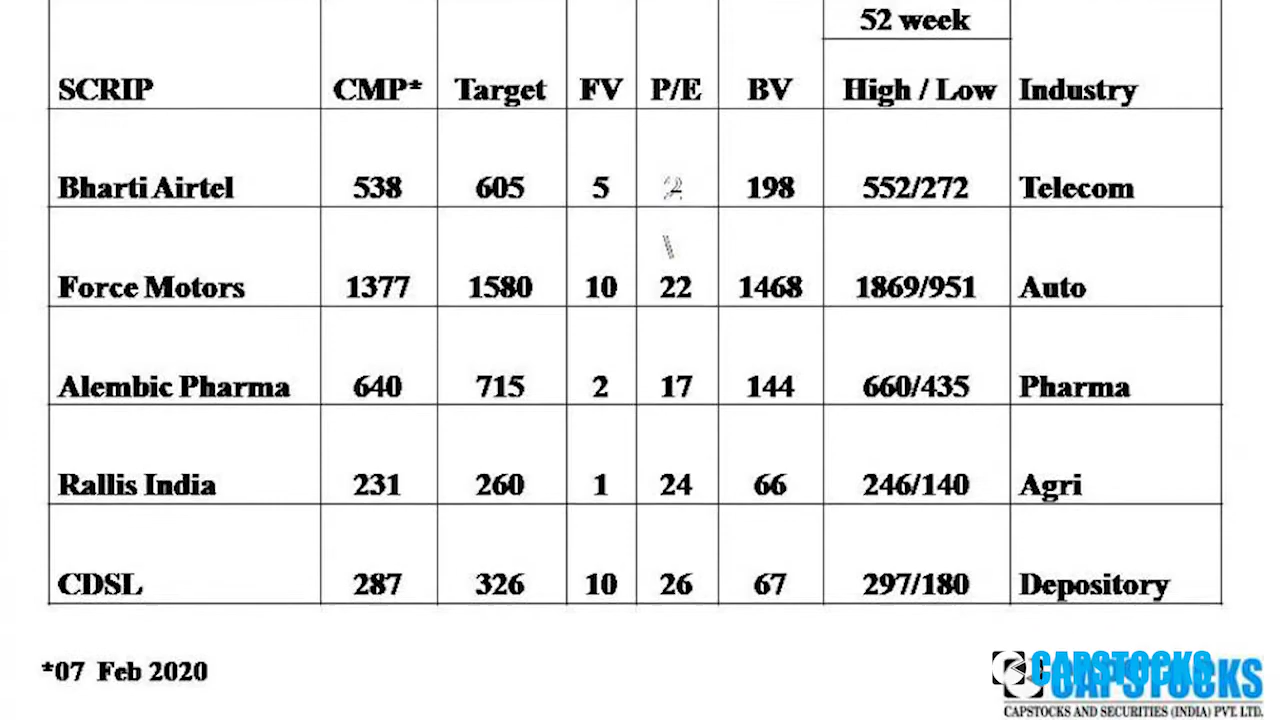 52 week
SCRIP CMP* Target FV P/E BV High / Low Industry
Bharti Airtel 538 605 5 198 552/272 Telecom
Force Motors 1377 1580 10 22 1468 1869/951 Auto
Alembic Pharma 640 715 2 17 144 660/435 Pharma
Rallis India 231 260 1 24 66 246/140 Agri
CDSL 287 326 10 26 67 297/180 Depository
*07 Feb 2020
CAPSTOCKS
CAPSTOCKS
CAPSTOCKS AND SECURITIES (INDIA) PVT. LTD.